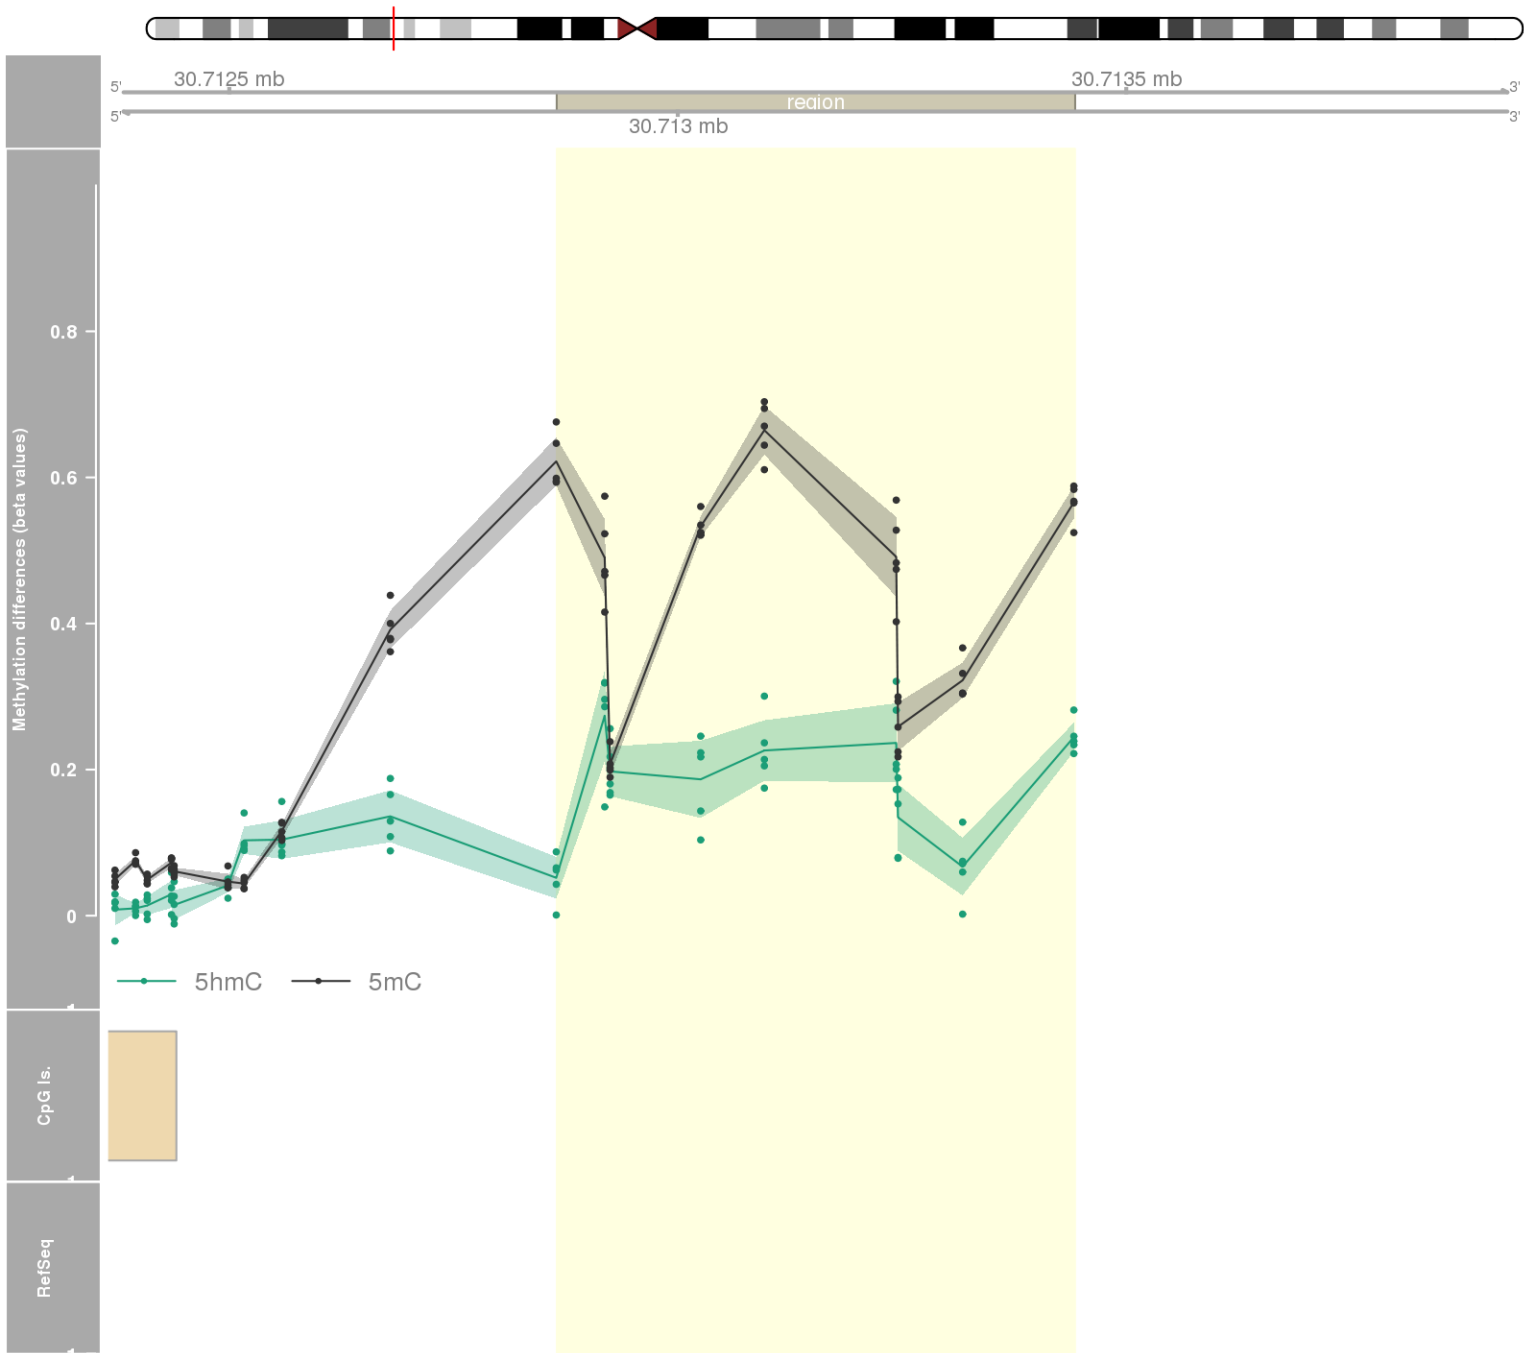 30.7125 mb
30.7135 mb
5'
3'
region
5'
3'
30.713 mb
Methylation differences (beta values)
0.8
0.6
0.4
0.2
0
5hmC
5mC
CpG Is.
RefSeq